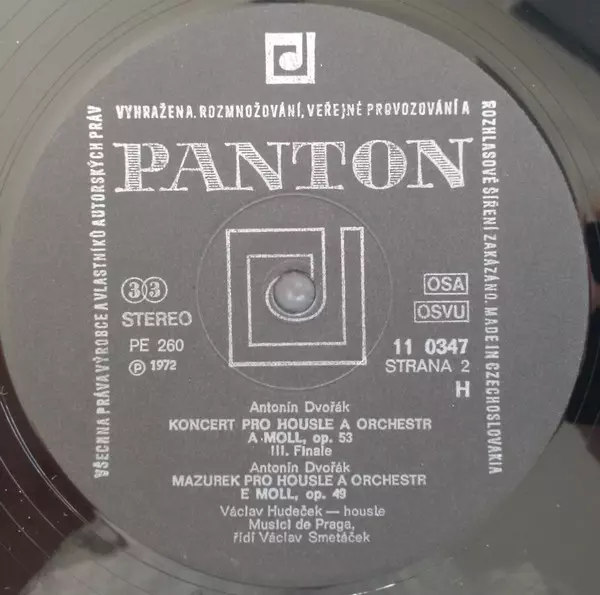 VYHRAŽENA. ROZMNOŽOVÁNÍ, VEŘEJNÉ PROVOZOVÁNÍ A
ROZHLASOVÉ ŠÍŘENÍ ZAKÁZÁNO. MADE IN CZECHOSLOVAKIA
VŠECHNA PRÁVA VÝROBCE A VLASTNÍKŮ AUTORSKÝCH PRÁV
PANTON
33
STEREO
PE 260
Ⓟ 1972
OSA
OSVU
11 0347
STRANA 2
H
Antonín Dvořák
KONCERT PRO HOUSLE A ORCHESTR
A MOLL, op. 53
III. Finale
Antonín Dvořák
MAZUREK PRO HOUSLE A ORCHESTR
E MOLL, op. 49
Václav Hudeček — housle
Musici de Praga,
řídí Václav Smetáček